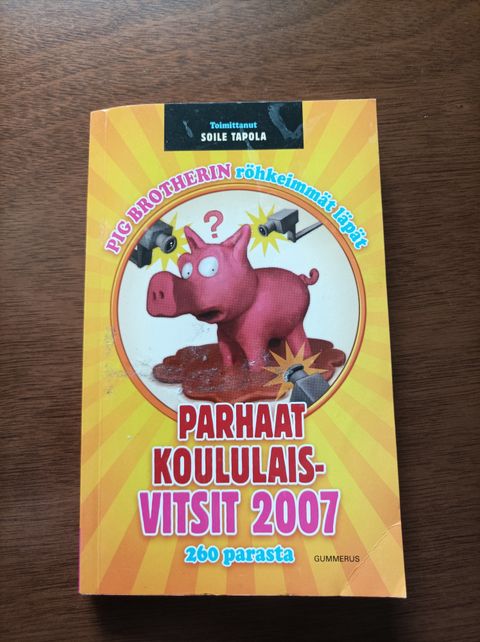 Toimittanut
SOILE TAPOLA
PIG BROTHERIN röhkeimmät läpät
?
PARHAAT
KOULULAIS-
VITSIT 2007
260 parasta
GUMMERUS